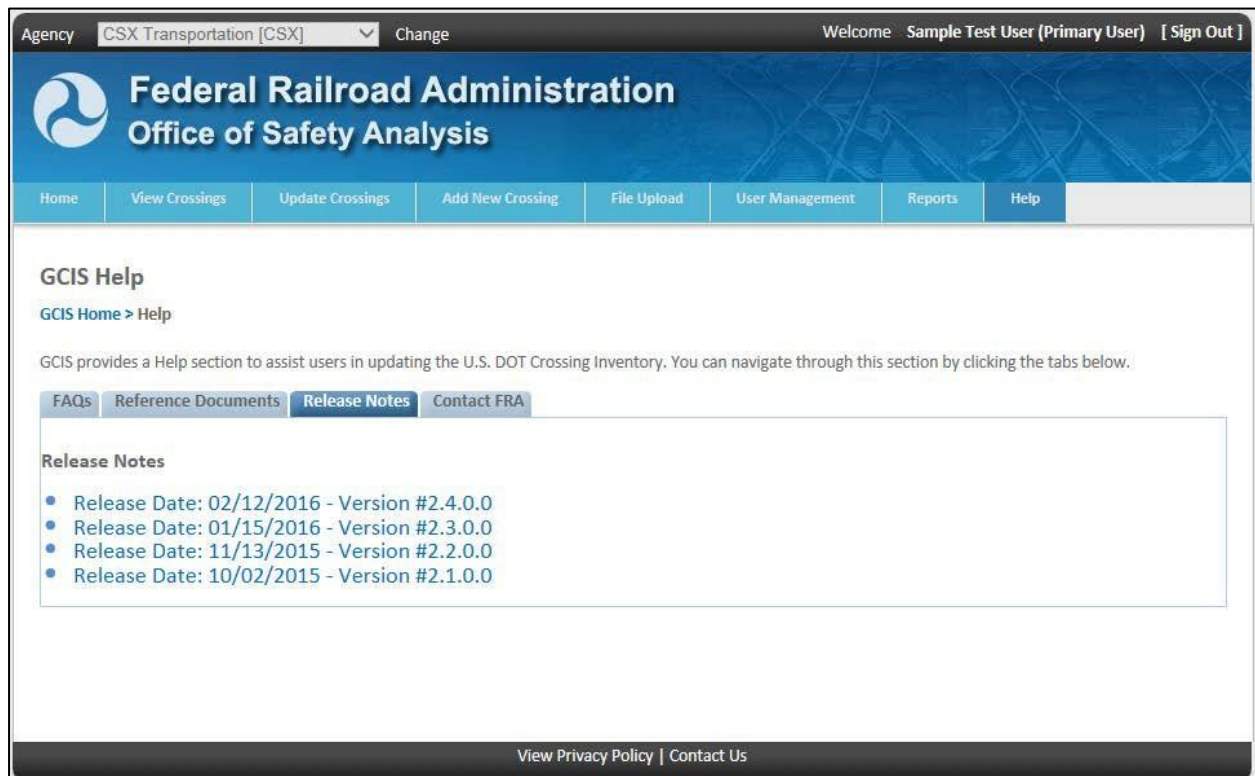 Agency CSX Transportation [CSX] Change Welcome Sample Test User (Primary User) [ Sign Out ]
Federal Railroad Administration
Office of Safety Analysis
Home View Crossings Update Crossings Add New Crossing File Upload User Management Reports Help
GCIS Help
GCIS Home > Help
GCIS provides a Help section to assist users in updating the U.S. DOT Crossing Inventory. You can navigate through this section by clicking the tabs below.
FAQs Reference Documents Release Notes Contact FRA
Release Notes
• Release Date: 02/12/2016 - Version #2.4.0.0
• Release Date: 01/15/2016 - Version #2.3.0.0
• Release Date: 11/13/2015 - Version #2.2.0.0
• Release Date: 10/02/2015 - Version #2.1.0.0
View Privacy Policy | Contact Us